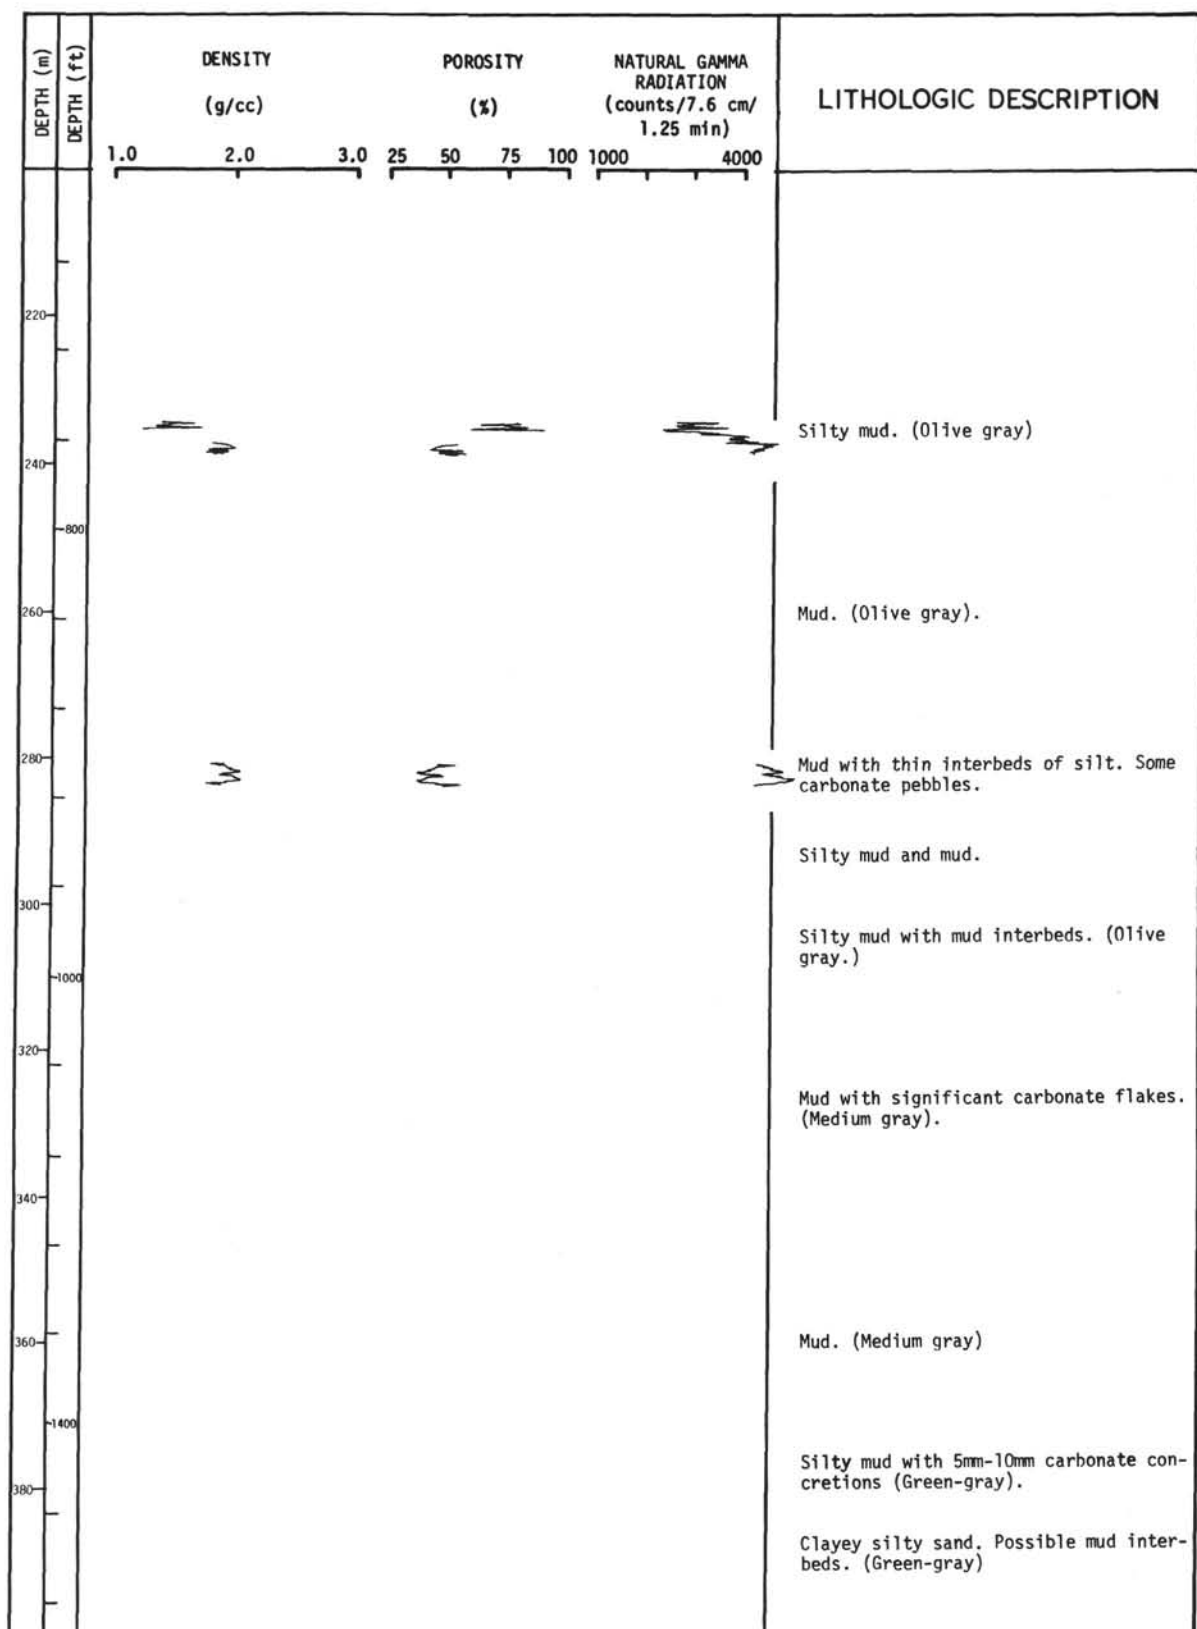 DEPTH (m)
DEPTH (ft)
DENSITY
(g/cc)
1.0 2.0 3.0
POROSITY
(%)
25 50 75 100
NATURAL GAMMA
RADIATION
(counts/7.6 cm/
1.25 min)
1000 4000
LITHOLOGIC DESCRIPTION
220
Silty mud. (Olive gray)
240
800
260
Mud. (Olive gray).
280
Mud with thin interbeds of silt. Some
carbonate pebbles.
Silty mud and mud.
300
Silty mud with mud interbeds. (Olive
gray.)
1000
320
Mud with significant carbonate flakes.
(Medium gray).
340
360
Mud. (Medium gray)
1400
Silty mud with 5mm-10mm carbonate con-
cretions (Green-gray).
380
Clayey silty sand. Possible mud inter-
beds. (Green-gray)